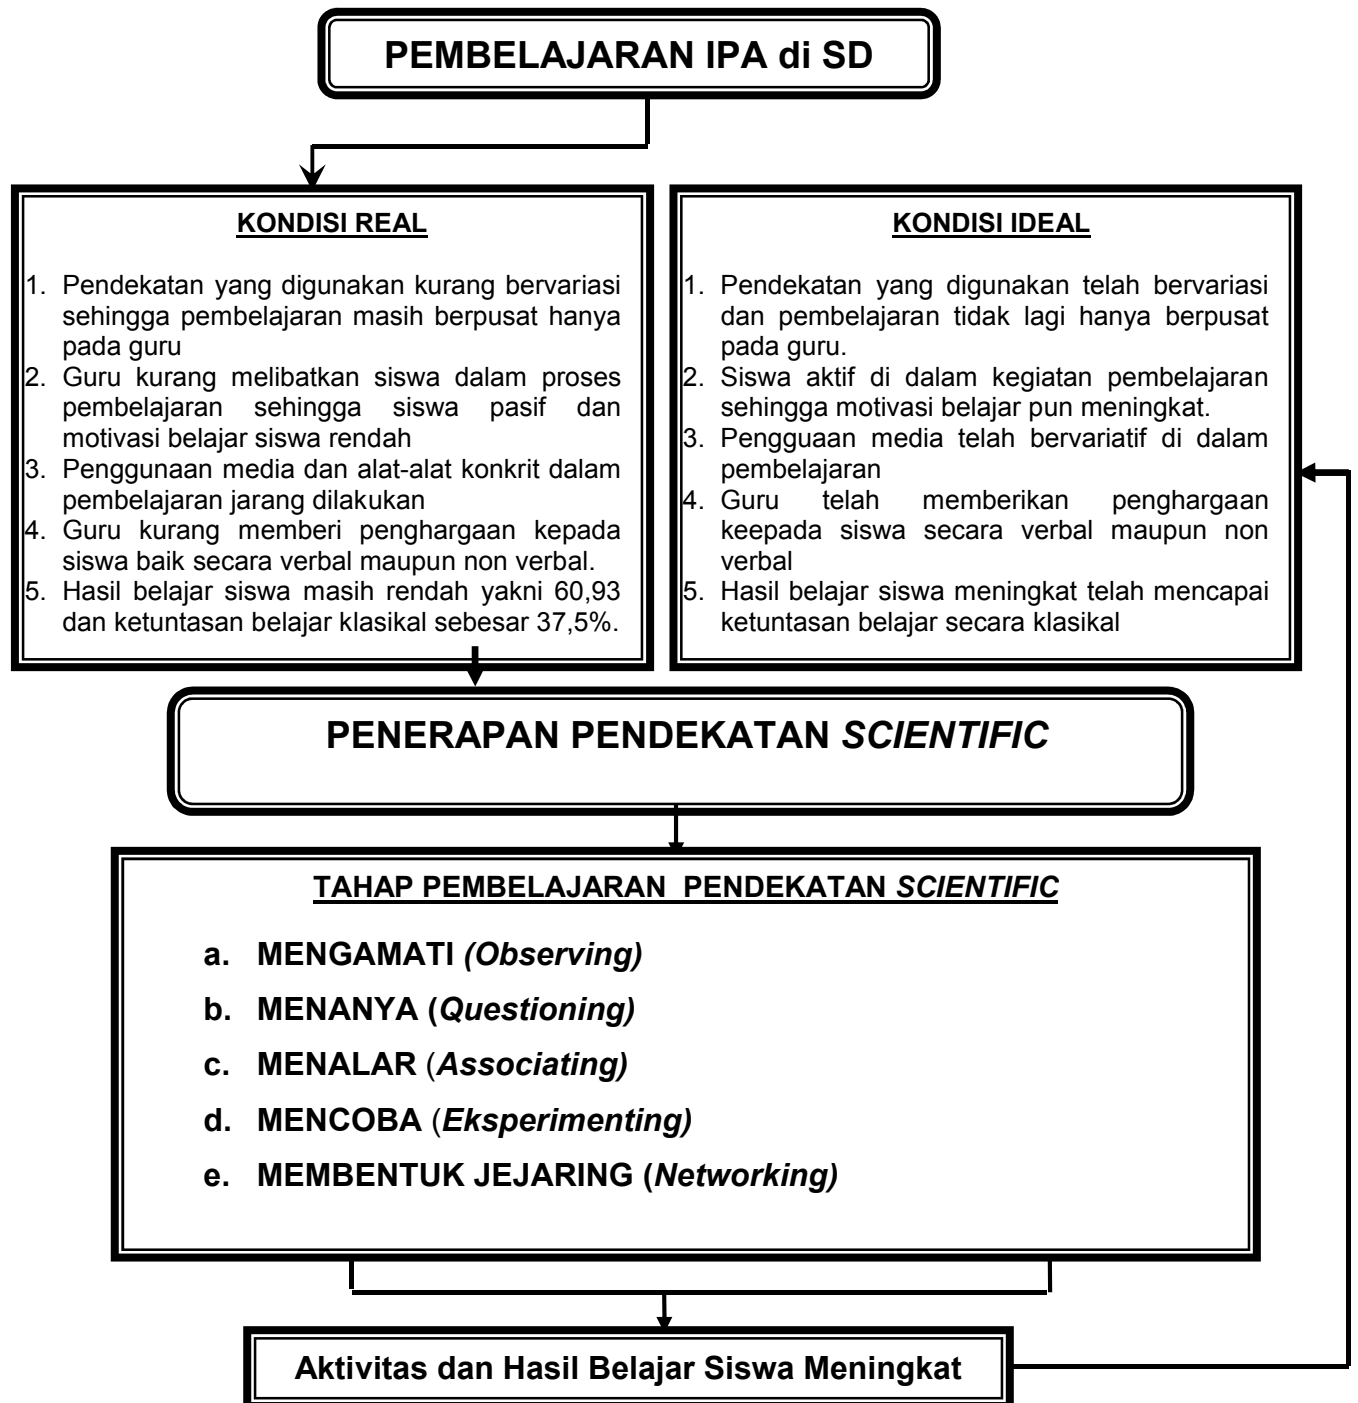 PEMBELAJARAN IPA di SD
KONDISI REAL
1. Pendekatan yang digunakan kurang bervariasi
sehingga pembelajaran masih berpusat hanya
pada guru
2. Guru kurang melibatkan siswa dalam proses
pembelajaran sehingga siswa pasif dan
motivasi belajar siswa rendah
3. Penggunaan media dan alat-alat konkrit dalam
pembelajaran jarang dilakukan
4. Guru kurang memberi penghargaan kepada
siswa baik secara verbal maupun non verbal.
5. Hasil belajar siswa masih rendah yakni 60,93
dan ketuntasan belajar klasikal sebesar 37,5%.
KONDISI IDEAL
1. Pendekatan yang digunakan telah bervariasi
dan pembelajaran tidak lagi hanya berpusat
pada guru.
2. Siswa aktif di dalam kegiatan pembelajaran
sehingga motivasi belajar pun meningkat.
3. Pengguaan media telah bervariatif di dalam
pembelajaran
4. Guru telah memberikan penghargaan
keepada siswa secara verbal maupun non
verbal
5. Hasil belajar siswa meningkat telah mencapai
ketuntasan belajar secara klasikal
PENERAPAN PENDEKATAN SCIENTIFIC
TAHAP PEMBELAJARAN PENDEKATAN SCIENTIFIC
a. MENGAMATI (Observing)
b. MENANYA (Questioning)
c. MENALAR (Associating)
d. MENCOBA (Eksperimenting)
e. MEMBENTUK JEJARING (Networking)
Aktivitas dan Hasil Belajar Siswa Meningkat